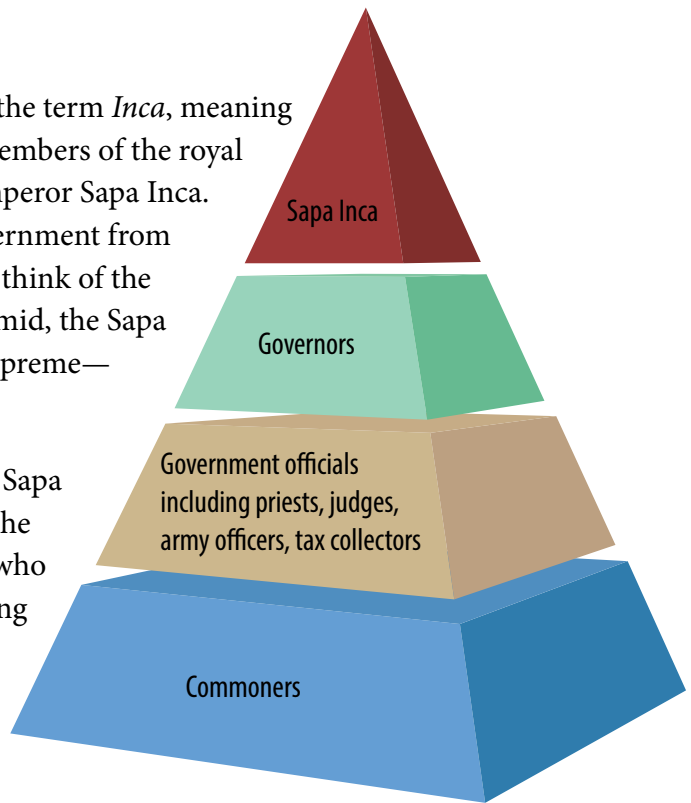 the term Inca, meaning
embers of the royal
peror Sapa Inca.
ernment from
think of the
mid, the Sapa
preme—
Sapa
he
who
ng
Sapa Inca
Governors
Government officials
including priests, judges,
army officers, tax collectors
Commoners